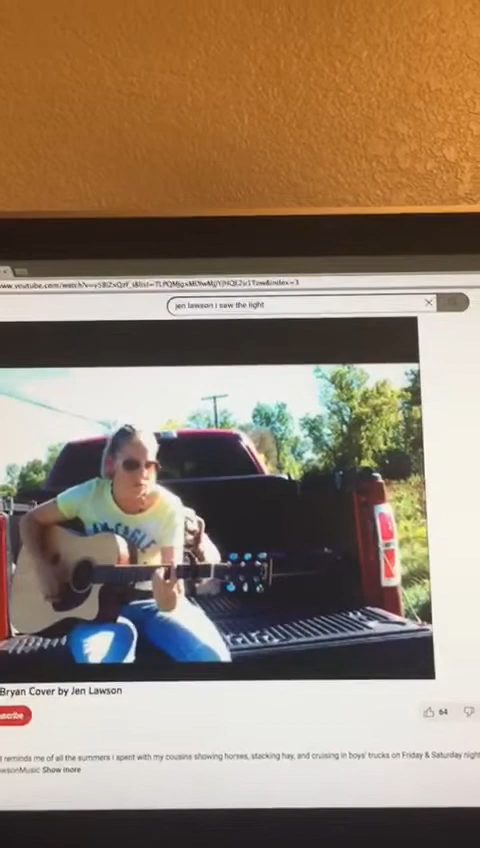 jen lawson i saw the light
EAGLE
Bryan Cover by Jen Lawson
64
reminds me of all the summers I spent with my cousins showing horses, stacking hay, and cruising in boys' trucks on Friday & Saturday night
Show more